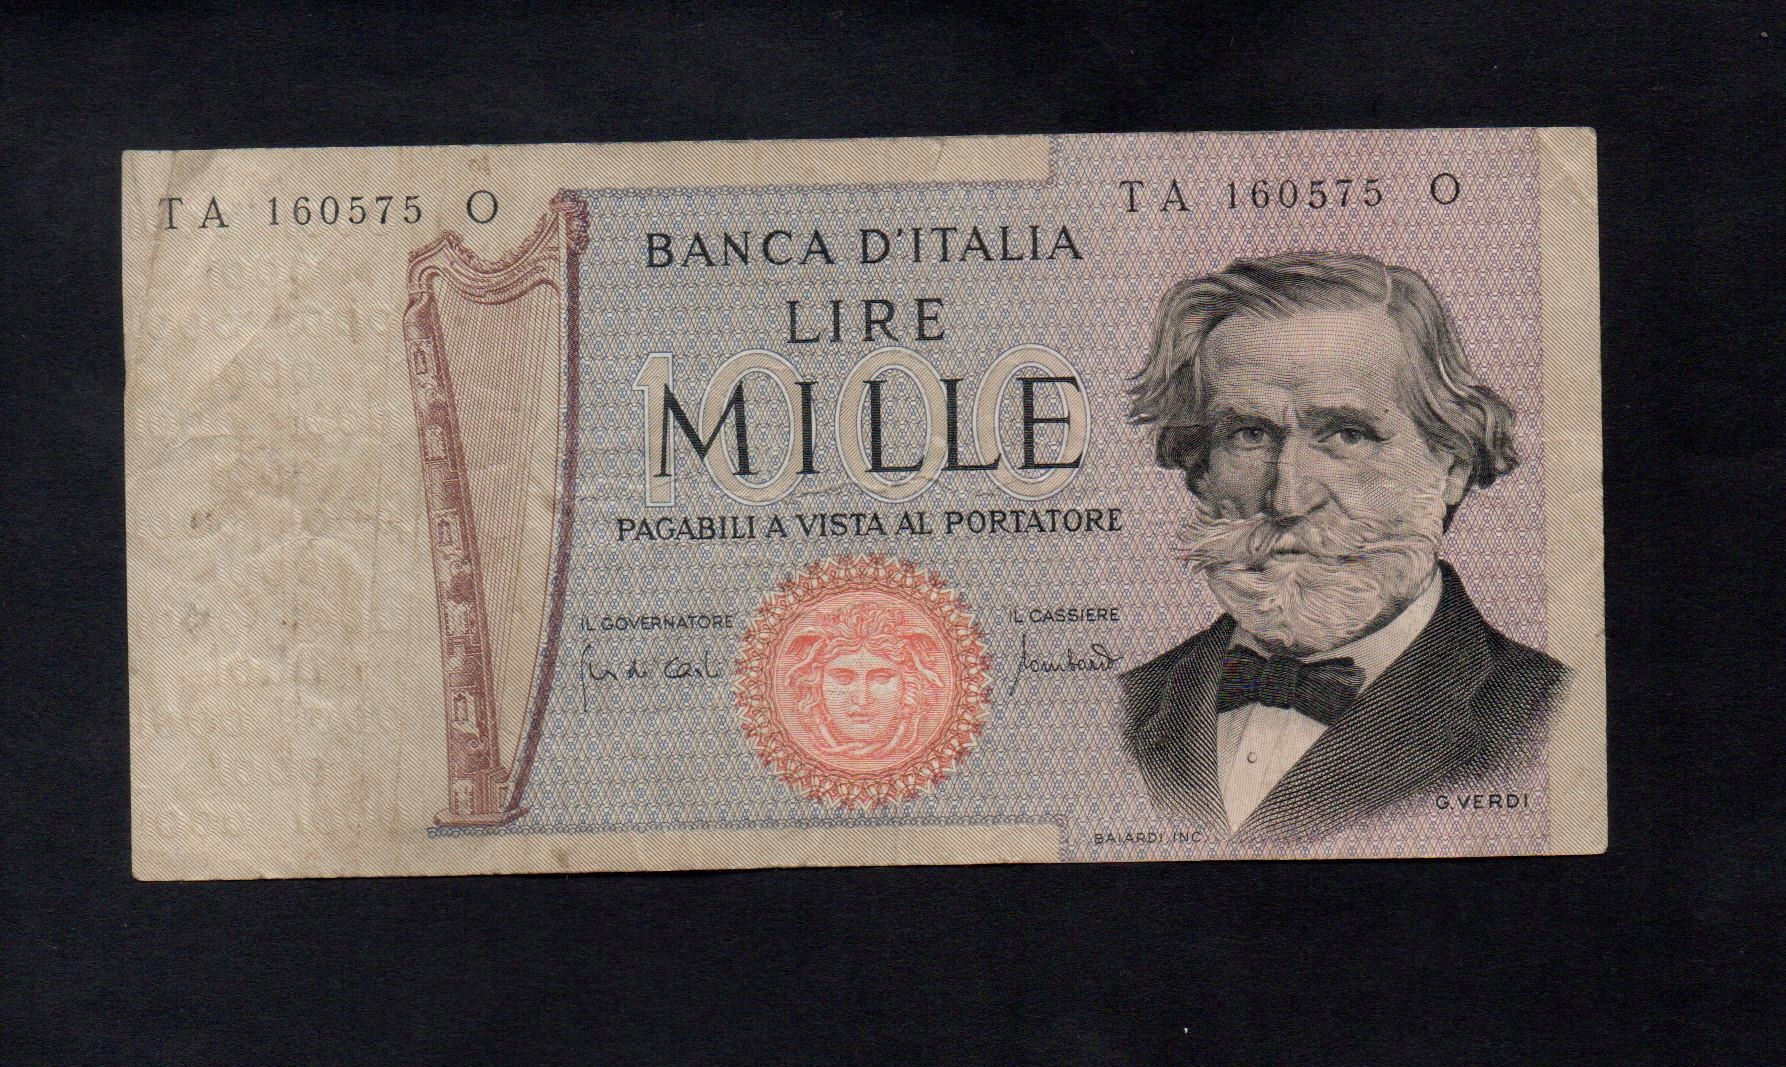 TA 160575 O
TA 160575 O
BANCA D'ITALIA
LIRE
1000
MILLE
PAGABILI A VISTA AL PORTATORE
IL GOVERNATORE
IL CASSIERE
G. VERDI
BAIARDI INC